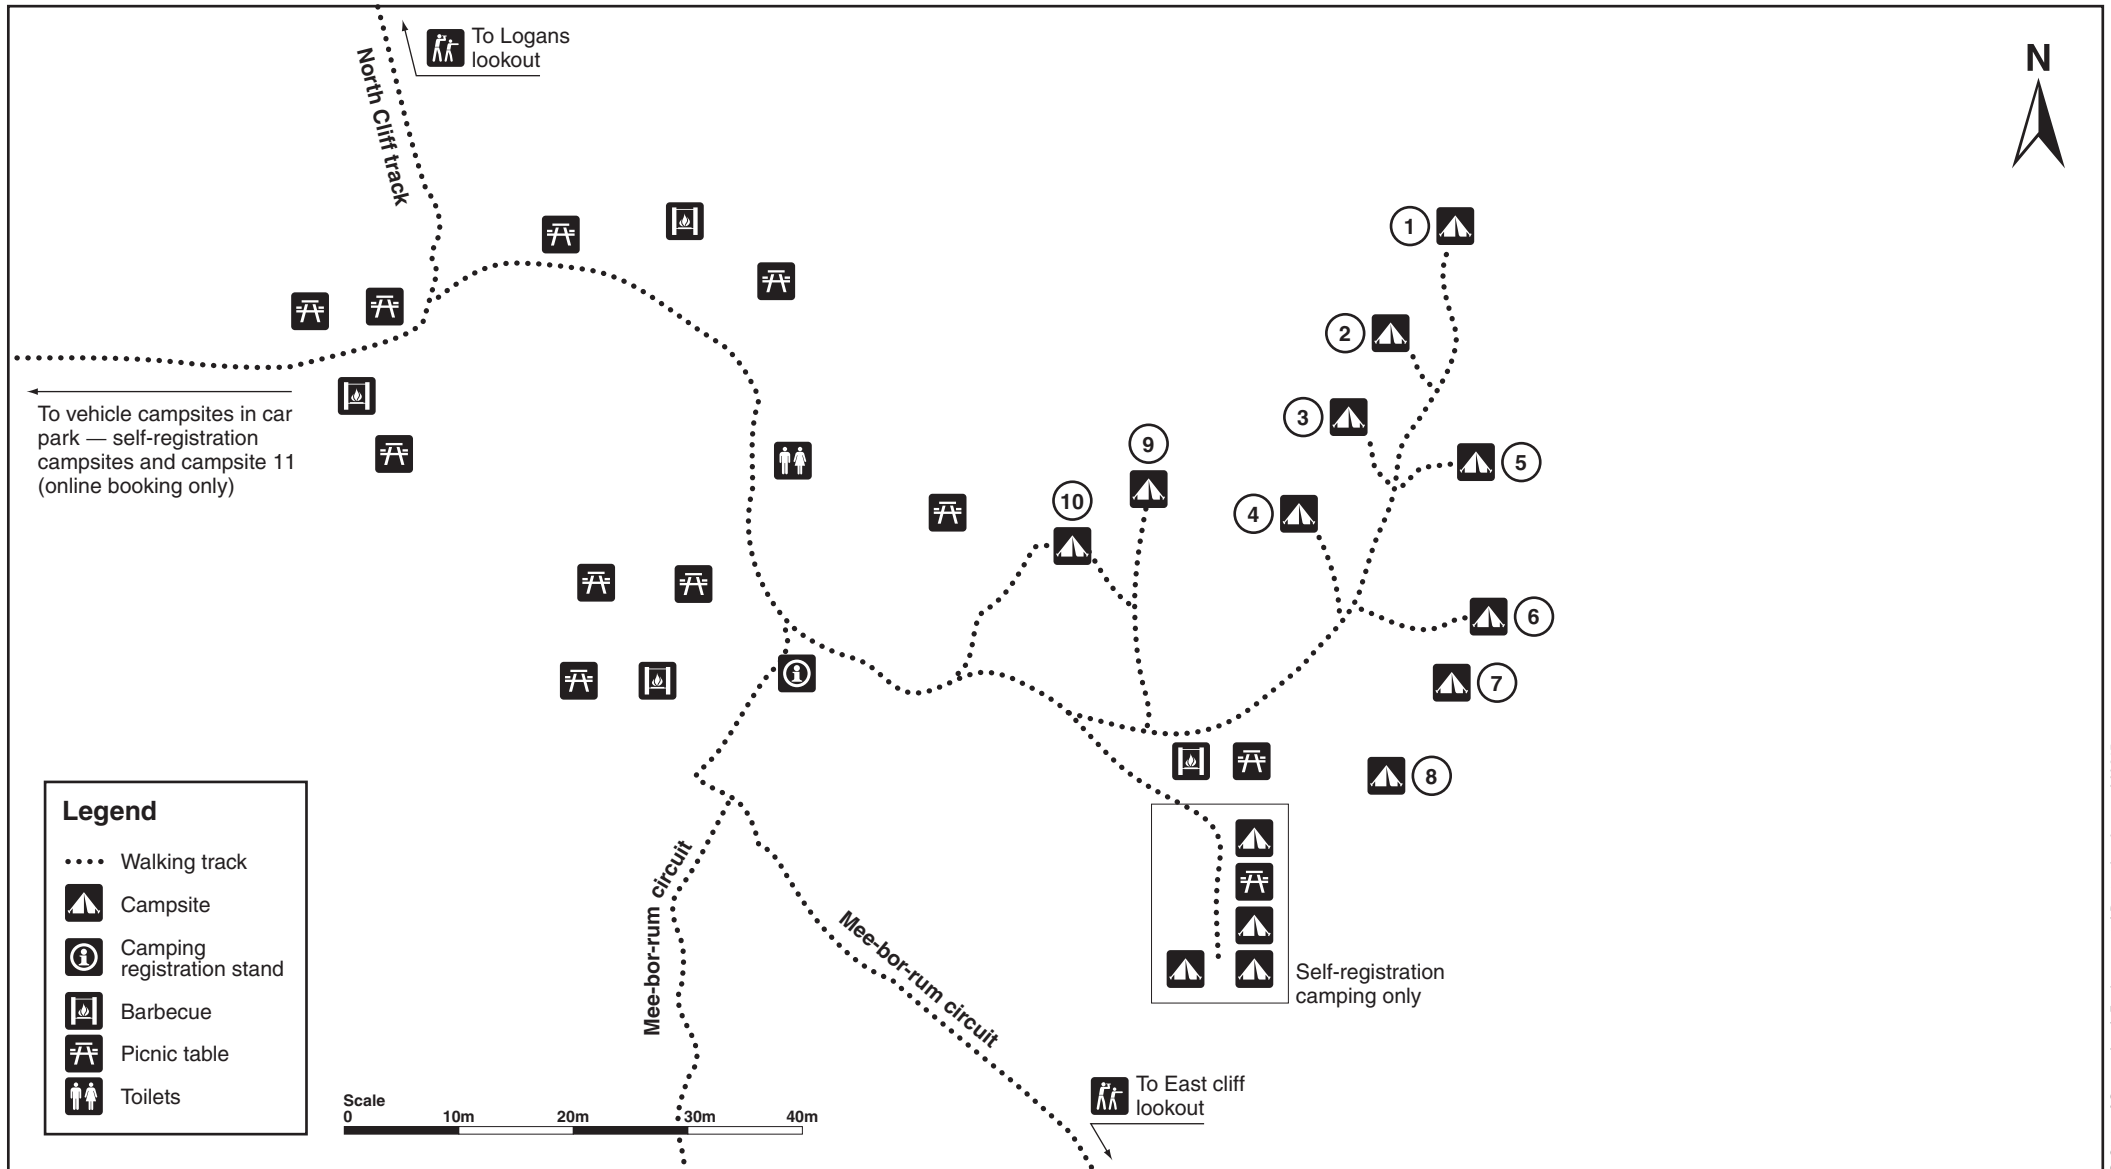 To Logans
lookout
North Cliff track
N
1
2
3
9
5
10
4
To vehicle campsites in car
park — self-registration
campsites and campsite 11
(online booking only)
6
7
8
Legend
Walking track
Campsite
Camping
registration stand
Barbecue
Picnic table
Toilets
Mee-bor-rum circuit
Mee-bor-rum circuit
Self-registration
camping only
To East cliff
lookout
Scale
0 10m 20m 30m 40m